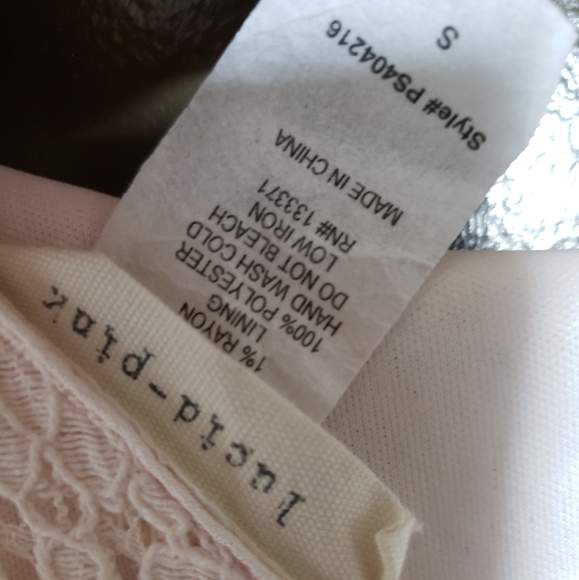 lucid-pink
1% RAYON
LINING
100% POLYESTER
HAND WASH COLD
DO NOT BLEACH
LOW IRON
RN# 133371
MADE IN CHINA
Style# PS404216
S